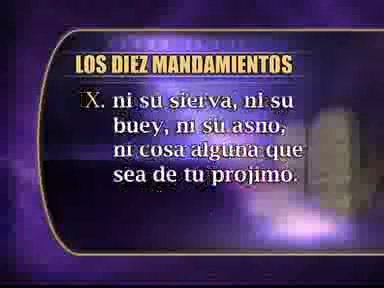 LOS DIEZ MANDAMIENTOS
X. ni su sierva, ni su
buey, ni su asno,
ni cosa alguna que
sea de tu projimo.